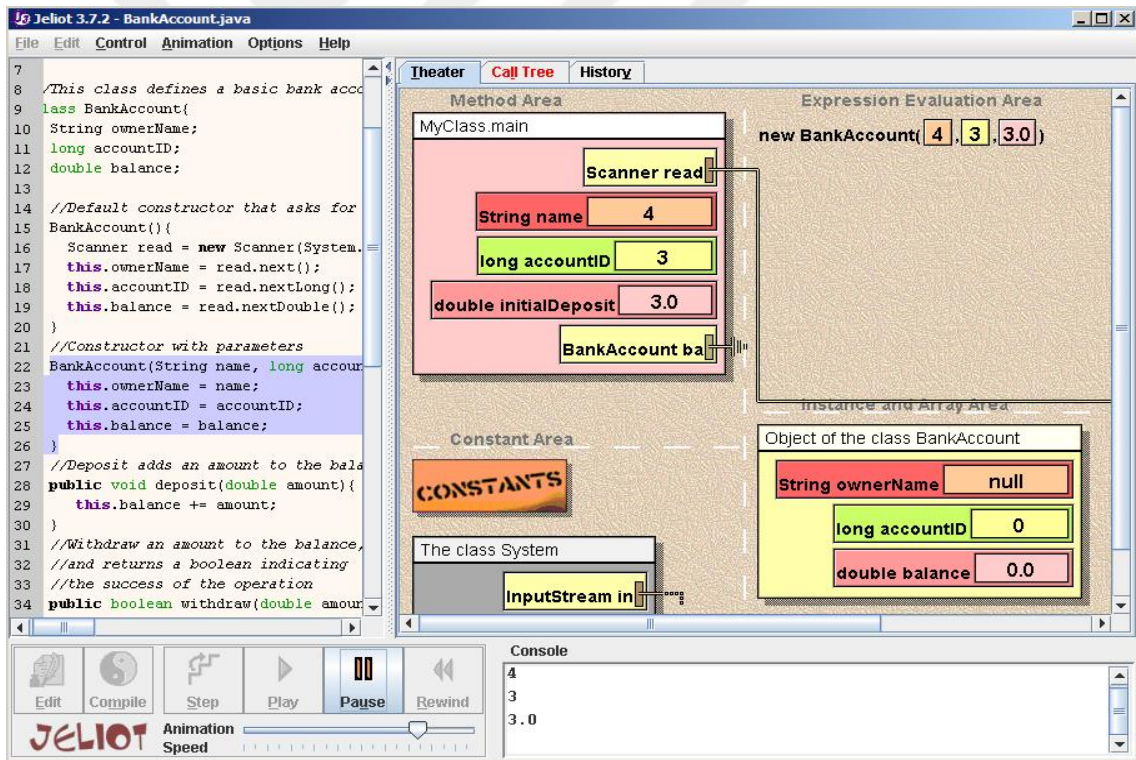 Jeliot 3.7.2 - BankAccount.java
File Edit Control Animation Options Help
7
8 /This class defines a basic bank acco
9 lass BankAccount{
10 String ownerName;
11 long accountID;
12 double balance;
13
14 //Default constructor that asks for
15 BankAccount(){
16 Scanner read = new Scanner(System.
17 this.ownerName = read.next();
18 this.accountID = read.nextLong();
19 this.balance = read.nextDouble();
20 }
21 //Constructor with parameters
22 BankAccount(String name, long accour
23 this.ownerName = name;
24 this.accountID = accountID;
25 this.balance = balance;
26 }
27 //Deposit adds an amount to the bala
28 public void deposit(double amount){
29 this.balance += amount;
30 }
31 //Withdraw an amount to the balance,
32 //and returns a boolean indicating
33 //the success of the operation
34 public boolean withdraw(double amour
Theater Call Tree History
Method Area
MyClass.main
Scanner read
String name 4
long accountID 3
double initialDeposit 3.0
BankAccount ba
Expression Evaluation Area
new BankAccount( 4 , 3 , 3.0 )
Constant Area
CONSTANTS
The class System
InputStream in
Instance and Array Area
Object of the class BankAccount
String ownerName null
long accountID 0
double balance 0.0
Edit Compile Step Play Pause Rewind
JELIOT
Animation
Speed
Console
4
3
3.0